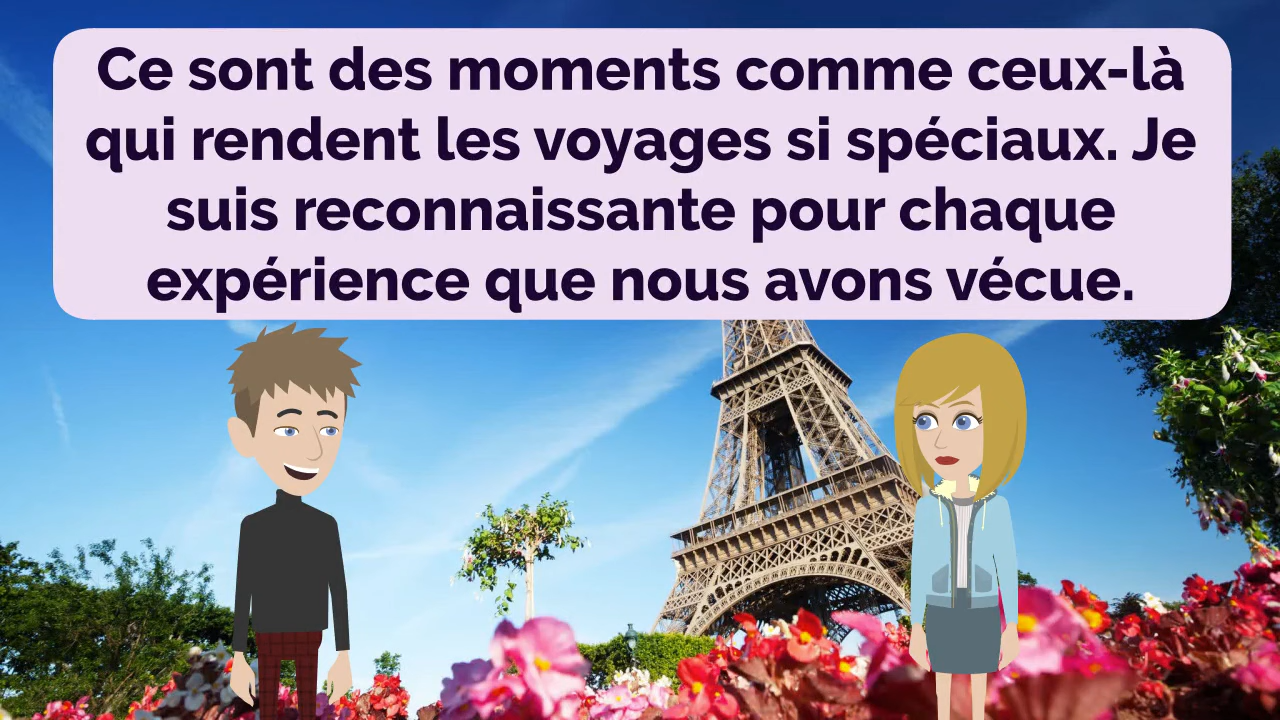 Ce sont des moments comme ceux-là
qui rendent les voyages si spéciaux. Je
suis reconnaissante pour chaque
expérience que nous avons vécue.